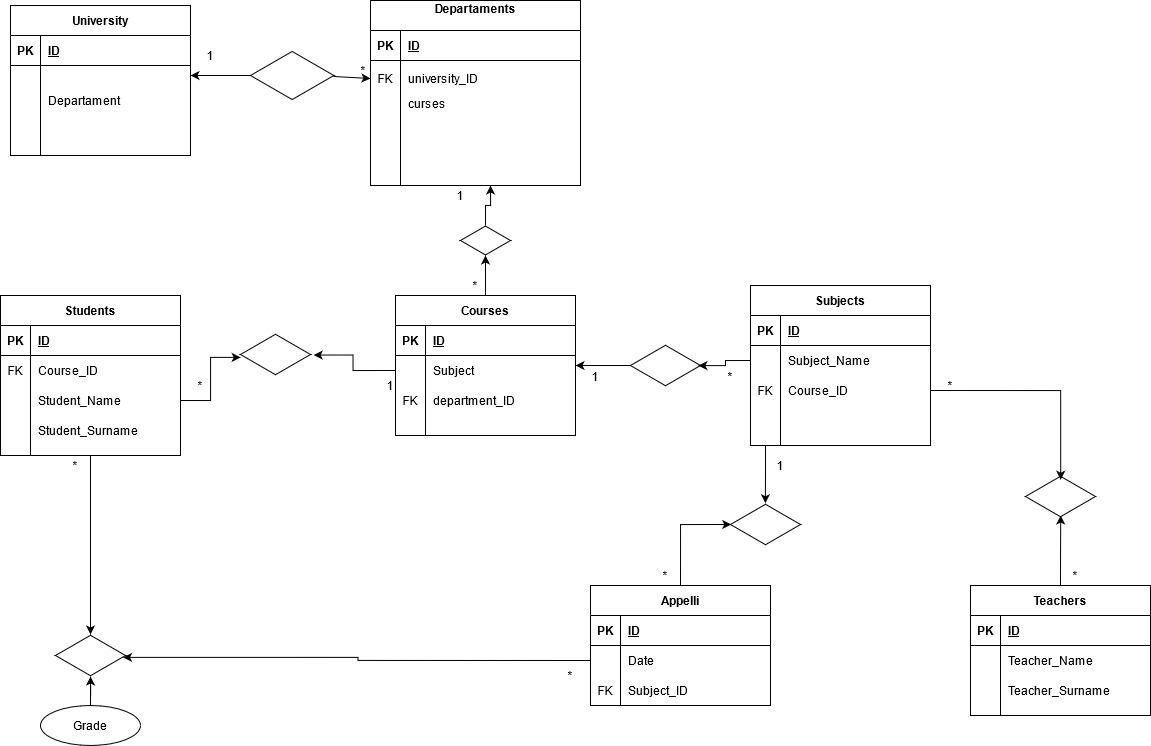 University
PK ID
Departament
1
*
Departaments
PK ID
FK university_ID
curses
1
*
Students
PK ID
FK Course_ID
Student_Name
Student_Surname
*
*
Courses
PK ID
Subject
FK department_ID
1
1
*
Subjects
PK ID
Subject_Name
FK Course_ID
*
1
*
*
Appelli
PK ID
Date
FK Subject_ID
*
Teachers
PK ID
Teacher_Name
Teacher_Surname
Grade